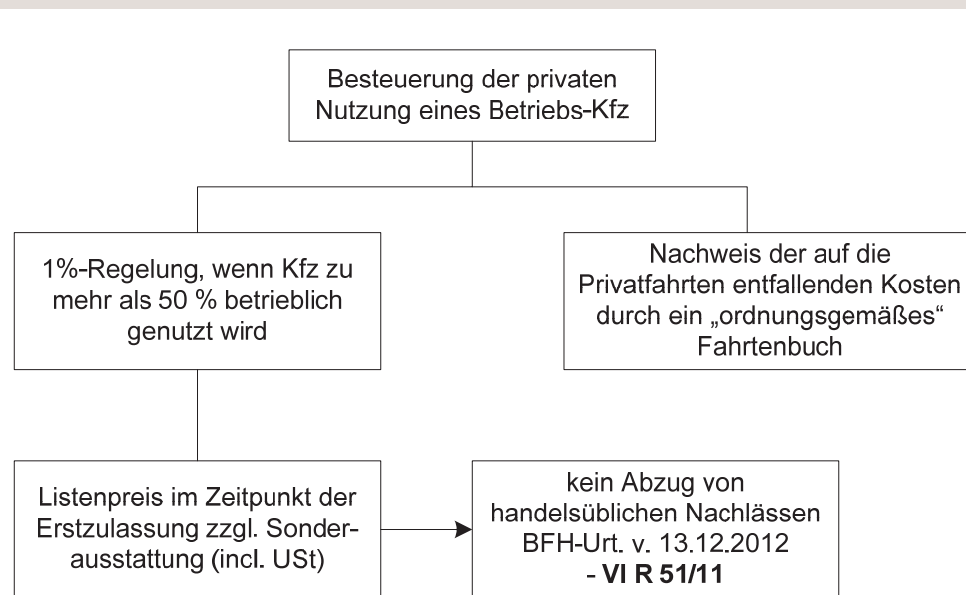 Besteuerung der privaten
Nutzung eines Betriebs-Kfz
1%-Regelung, wenn Kfz zu
mehr als 50 % betrieblich
genutzt wird
Nachweis der auf die
Privatfahrten entfallenden Kosten
durch ein „ordnungsgemäßes“
Fahrtenbuch
Listenpreis im Zeitpunkt der
Erstzulassung zzgl. Sonder-
ausstattung (incl. USt)
kein Abzug von
handelsüblichen Nachlässen
BFH-Urt. v. 13.12.2012
- VI R 51/11